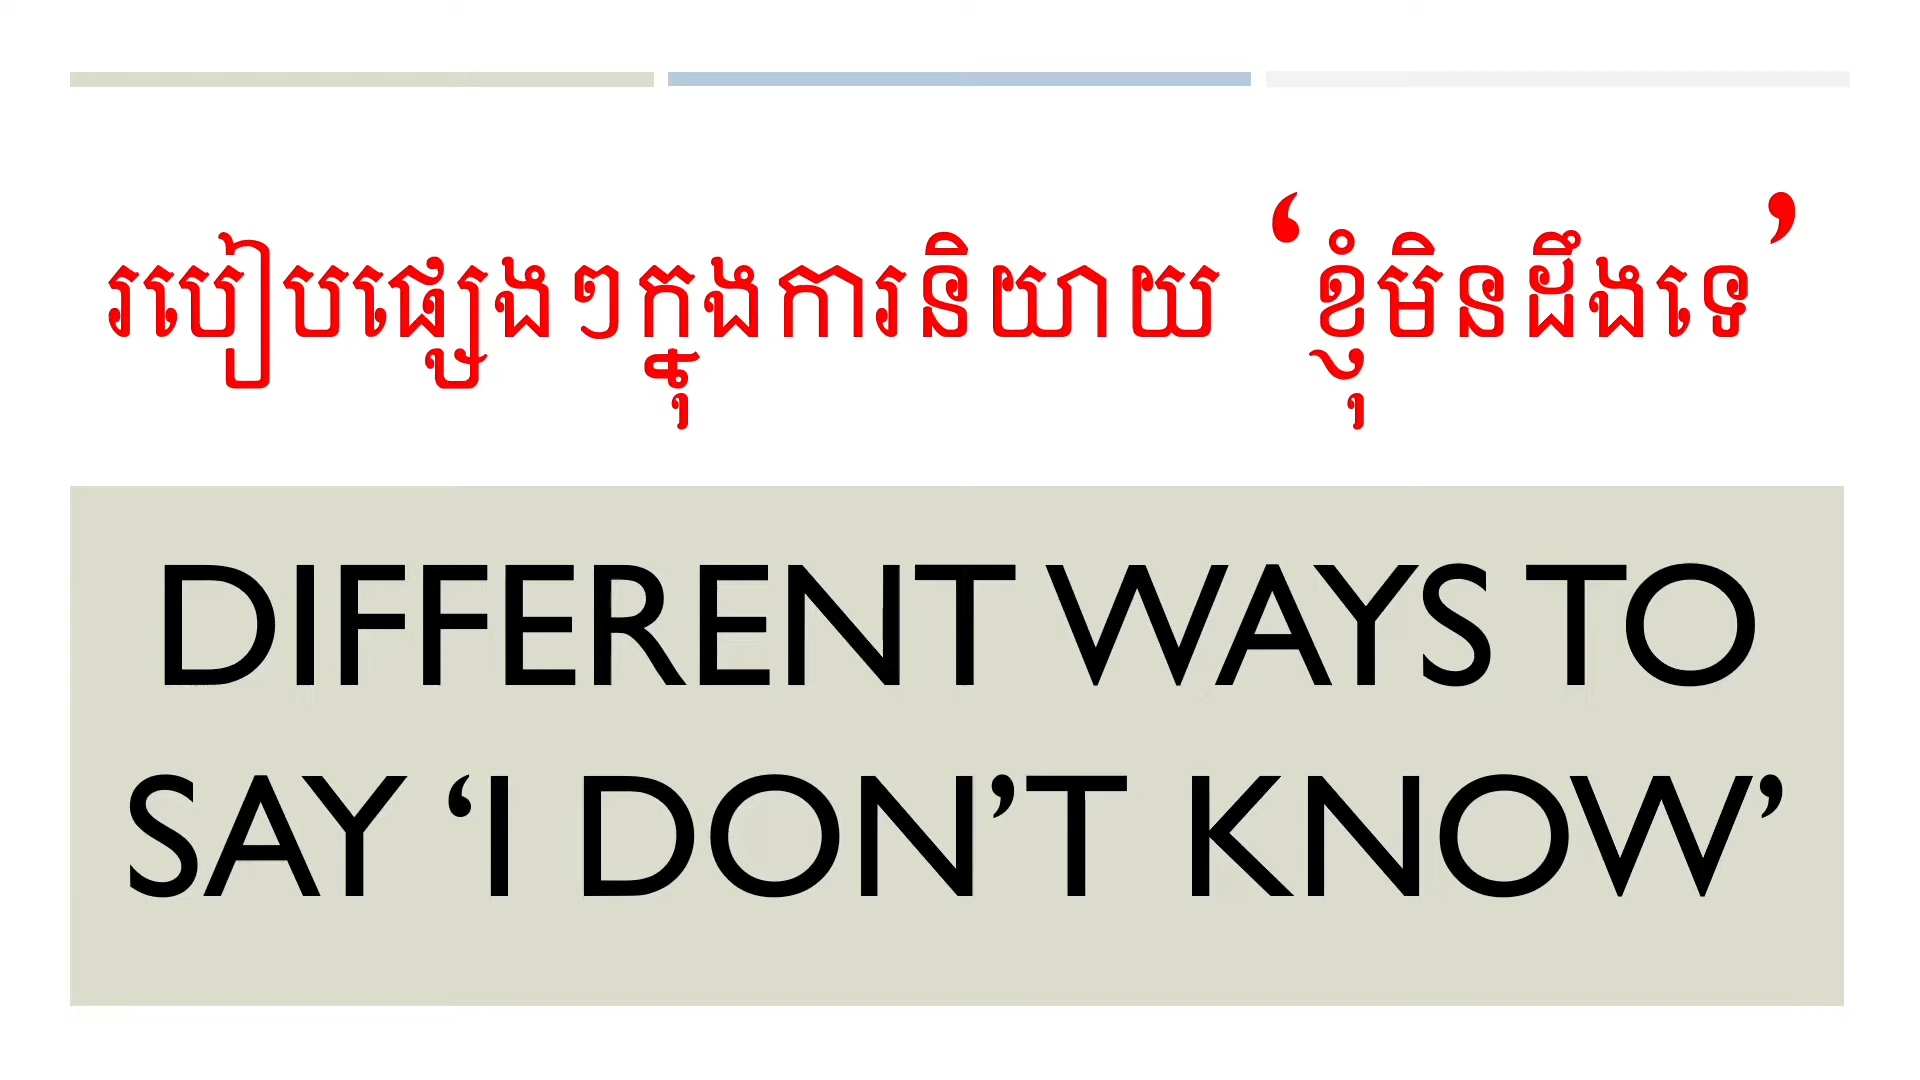 របៀបផ្សេងៗក្នុងការនិយាយ ‘ខ្ញុំមិនដឹងទេ’
DIFFERENT WAYS TO
SAY ‘I DON’T KNOW’